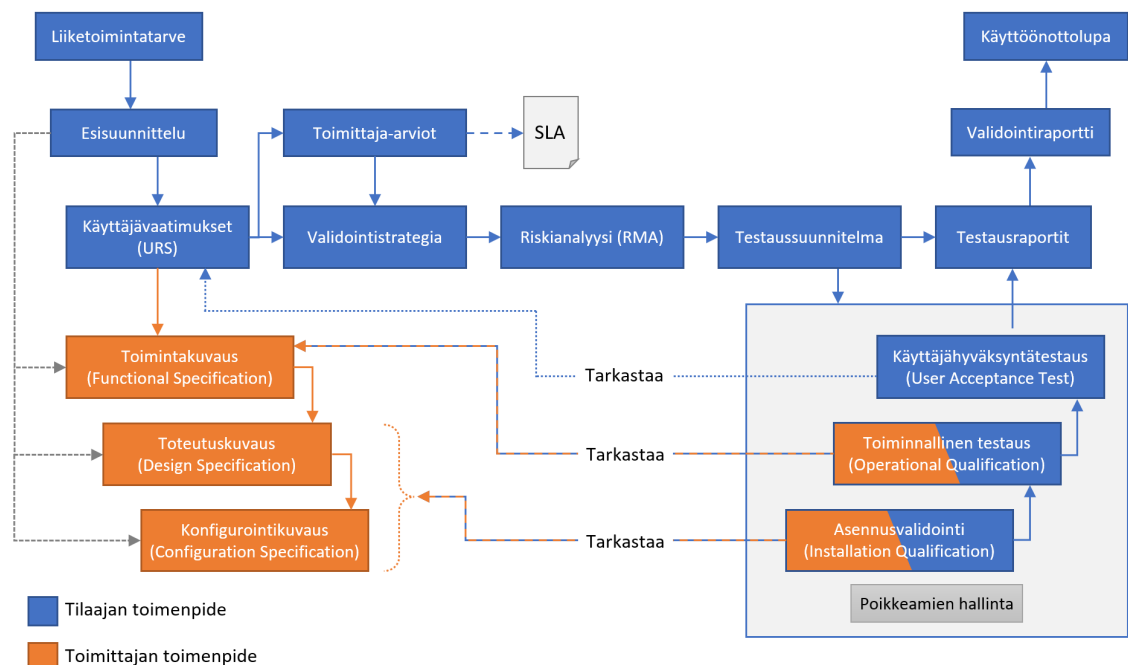 Liiketoimintatarve
Käyttöönottolupa
Esisuunnittelu
Toimittaja-arviot
SLA
Validointiraportti
Käyttäjävaatimukset
(URS)
Validointistrategia
Riskianalyysi (RMA)
Testaussuunnitelma
Testausraportit
Toimintakuvaus
(Functional Specification)
Tarkastaa
Käyttäjähyväksyntätestaus
(User Acceptance Test)
Toteutuskuvaus
(Design Specification)
Tarkastaa
Toiminnallinen testaus
(Operational Qualification)
Konfigurointikuvaus
(Configuration Specification)
Tarkastaa
Asennusvalidointi
(Installation Qualification)
Poikkeamien hallinta
Tilaajan toimenpide
Toimittajan toimenpide